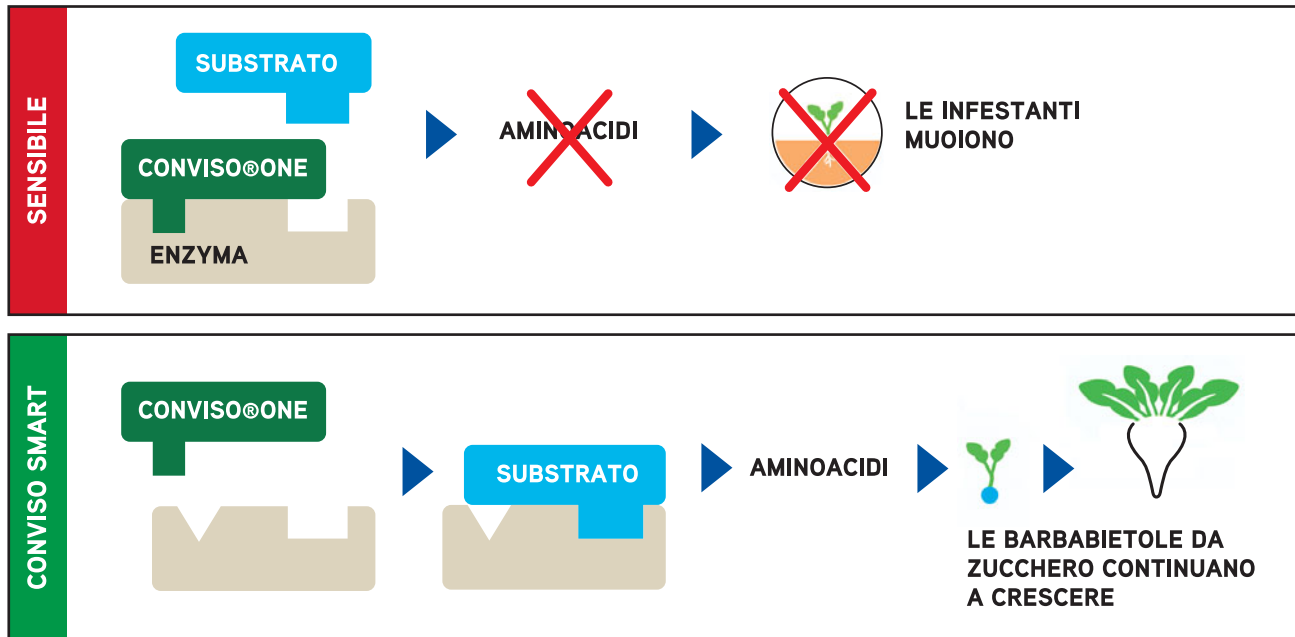 SENSIBILE
SUBSTRATO
CONVISO®ONE
ENZYMA
AMINOACIDI
LE INFESTANTI
MUOIONO
CONVISO SMART
CONVISO®ONE
SUBSTRATO
AMINOACIDI
LE BARBABIETOLE DA
ZUCCHERO CONTINUANO
A CRESCERE